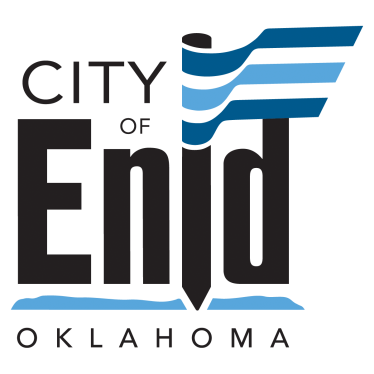 CITY
OF
Enid
OKLAHOMA